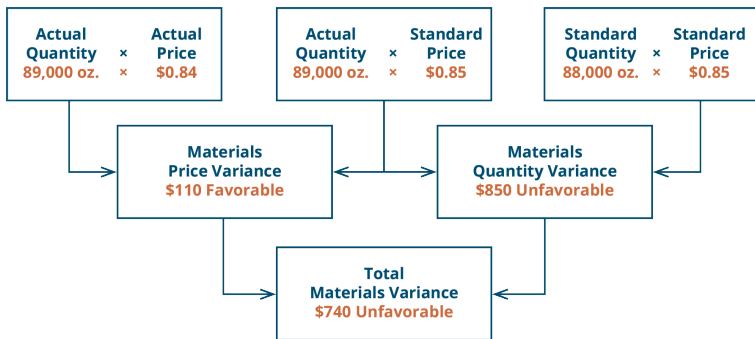 Actual Actual
Quantity × Price
89,000 oz. × $0.84
Actual Standard
Quantity × Price
89,000 oz. × $0.85
Standard Standard
Quantity × Price
88,000 oz. × $0.85
Materials
Price Variance
$110 Favorable
Materials
Quantity Variance
$850 Unfavorable
Total
Materials Variance
$740 Unfavorable